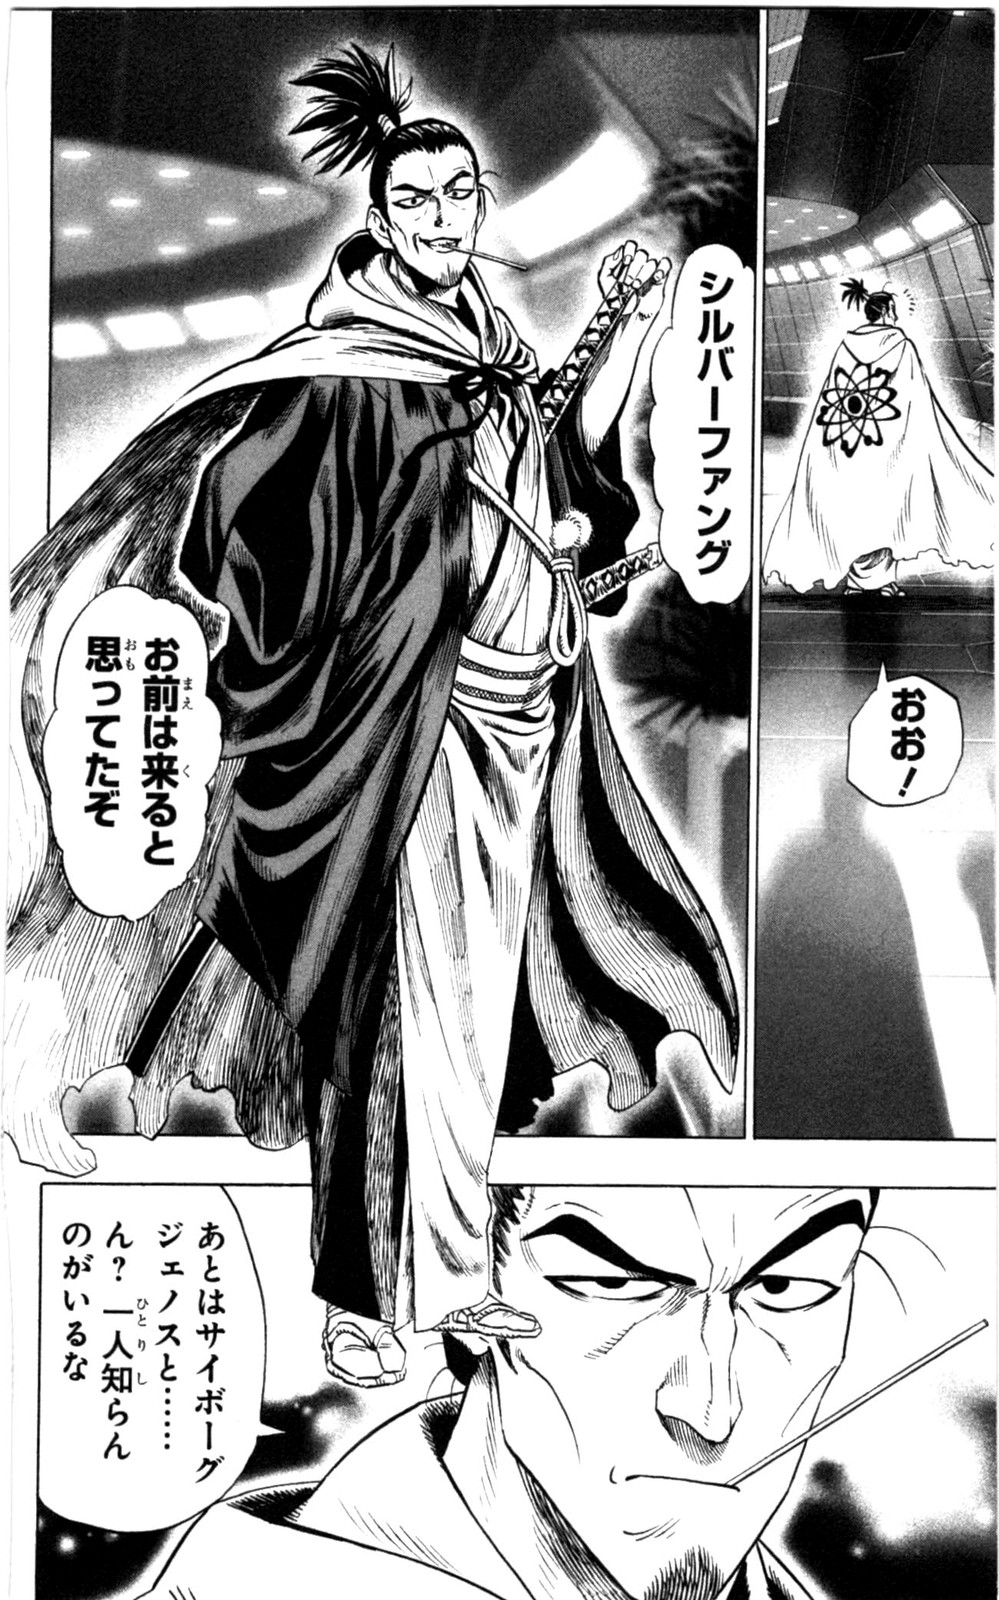 おお！
シルバーファング
お前は来ると
思ってたぞ
あとはサイボーグ
ジェノスと……
ん？一人知らん
のがいるな